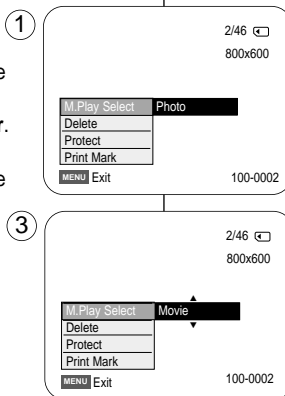 1
2/46
800x600
e
M.Play Select Photo
r.
Delete
Protect
e
Print Mark
MENU Exit 100-0002
3
2/46
800x600
M.Play Select Movie
Delete
Protect
Print Mark
MENU Exit 100-0002